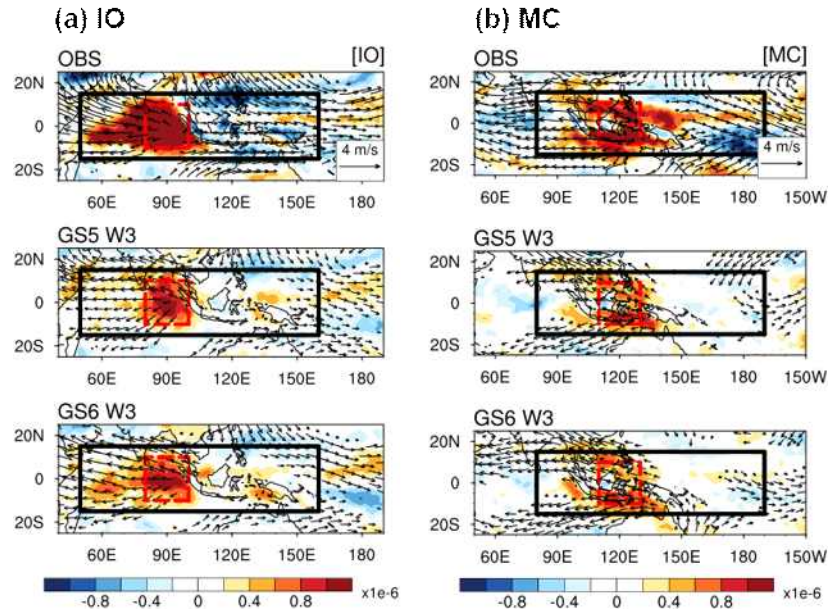 (a) IO
(b) MC
OBS [IO]
20N
0
20S
4 m/s
60E 90E 120E 150E 180
OBS [MC]
20N
0
20S
4 m/s
60E 90E 120E 150E 180 150W
GS5 W3
20N
0
20S
60E 90E 120E 150E 180
GS5 W3
20N
0
20S
60E 90E 120E 150E 180 150W
GS6 W3
20N
0
20S
60E 90E 120E 150E 180
GS6 W3
20N
0
20S
60E 90E 120E 150E 180 150W
-0.8 -0.4 0 0.4 0.8 x1e-6
-0.8 -0.4 0 0.4 0.8 x1e-6